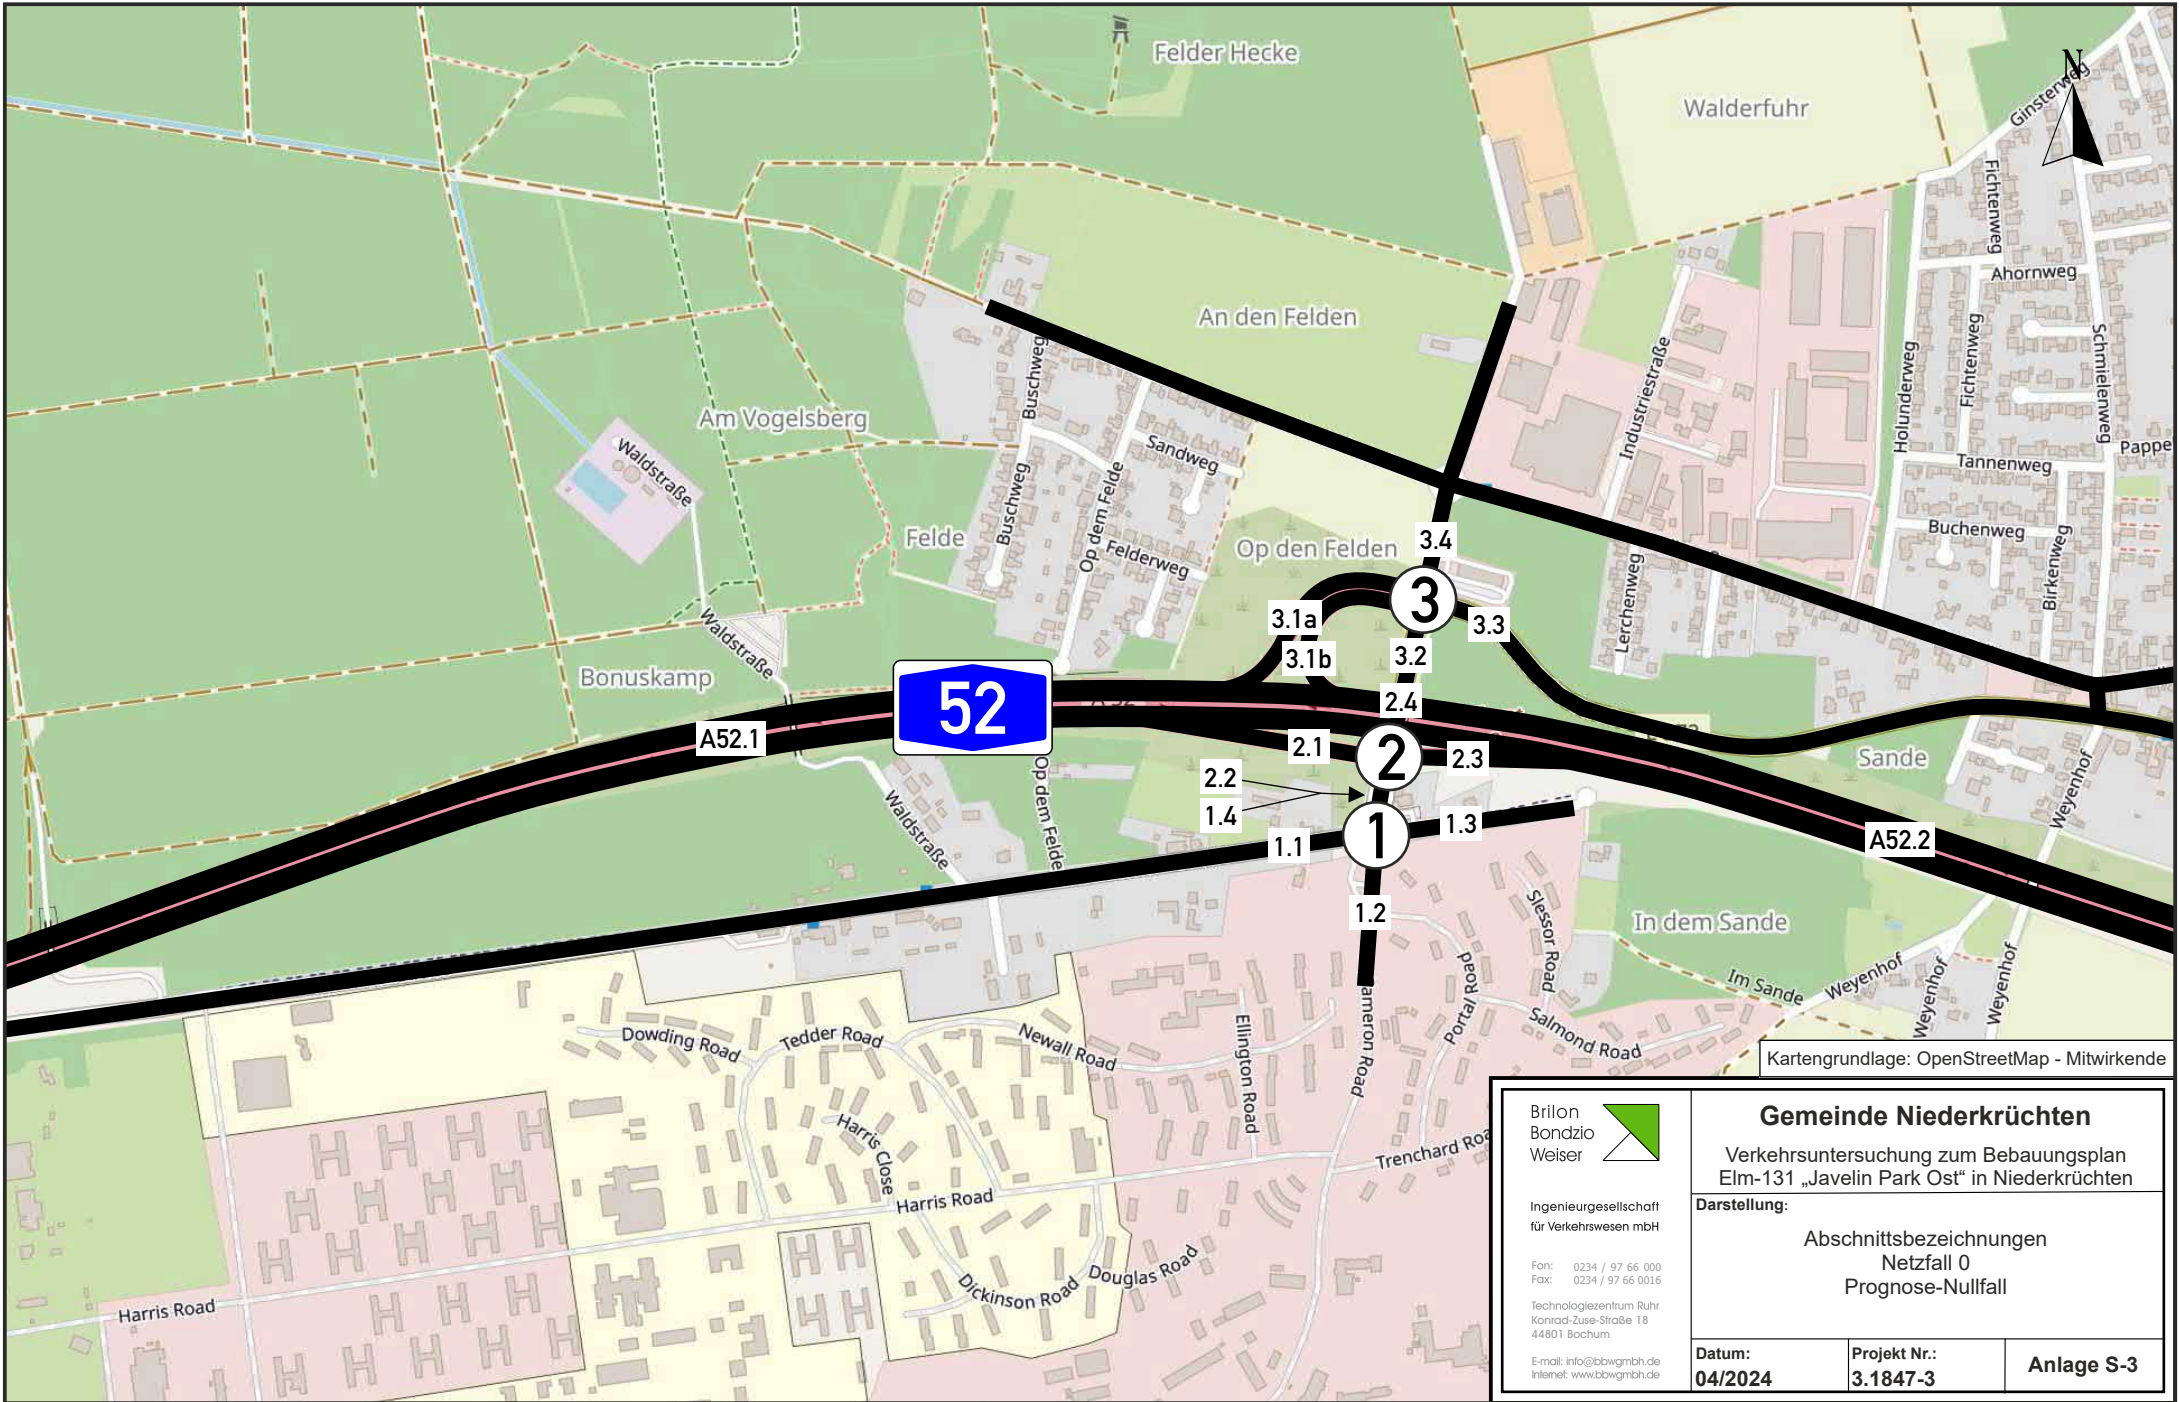 Felder Hecke
Walderfuhr
N
Ginsterweg
Fichtenweg
Ahornweg
An den Felden
Buschweg
Industriestraße
Holunderweg
Fichtenweg
Schmielenweg
Am Vogelsberg
Waldstraße
Sandweg
Tannenweg
Pappe
Buschweg
Op dem Felde
Felde
Felderweg
Op den Felden
3.4
Buchenweg
Birkenweg
Lerchenweg
3
3.1a
3.3
3.1b
3.2
Waldstraße
Bonuskamp
52
2.4
A52.1
2.1
2
2.3
Sande
Weyenhof
2.2
1.4
Op dem Felde
Waldstraße
1.1
1
1.3
A52.2
1.2
Slessor Road
In dem Sande
Portal Road
Im Sande
Weyenhof
Weyenhof
Weyenhof
Salmond Road
Dowding Road
Tedder Road
Newall Road
Ellington Road
ameron Road
Harris Close
Trenchard Roa
Harris Road
Dickinson Road
Douglas Road
Harris Road
Kartengrundlage: OpenStreetMap - Mitwirkende
Brilon
Bondzio
Weiser
Ingenieurgesellschaft
für Verkehrswesen mbH
Fon: 0234 / 97 66 000
Fax: 0234 / 97 66 0016
Technologiezentrum Ruhr
Konrad-Zuse-Straße 18
44801 Bochum
E-mail: info@bbwgmbh.de
Internet: www.bbwgmbh.de
Gemeinde Niederkrüchten
Verkehrsuntersuchung zum Bebauungsplan
Elm-131 „Javelin Park Ost“ in Niederkrüchten
Darstellung:
Abschnittsbezeichnungen
Netzfall 0
Prognose-Nullfall
Datum:
04/2024
Projekt Nr.:
3.1847-3
Anlage S-3